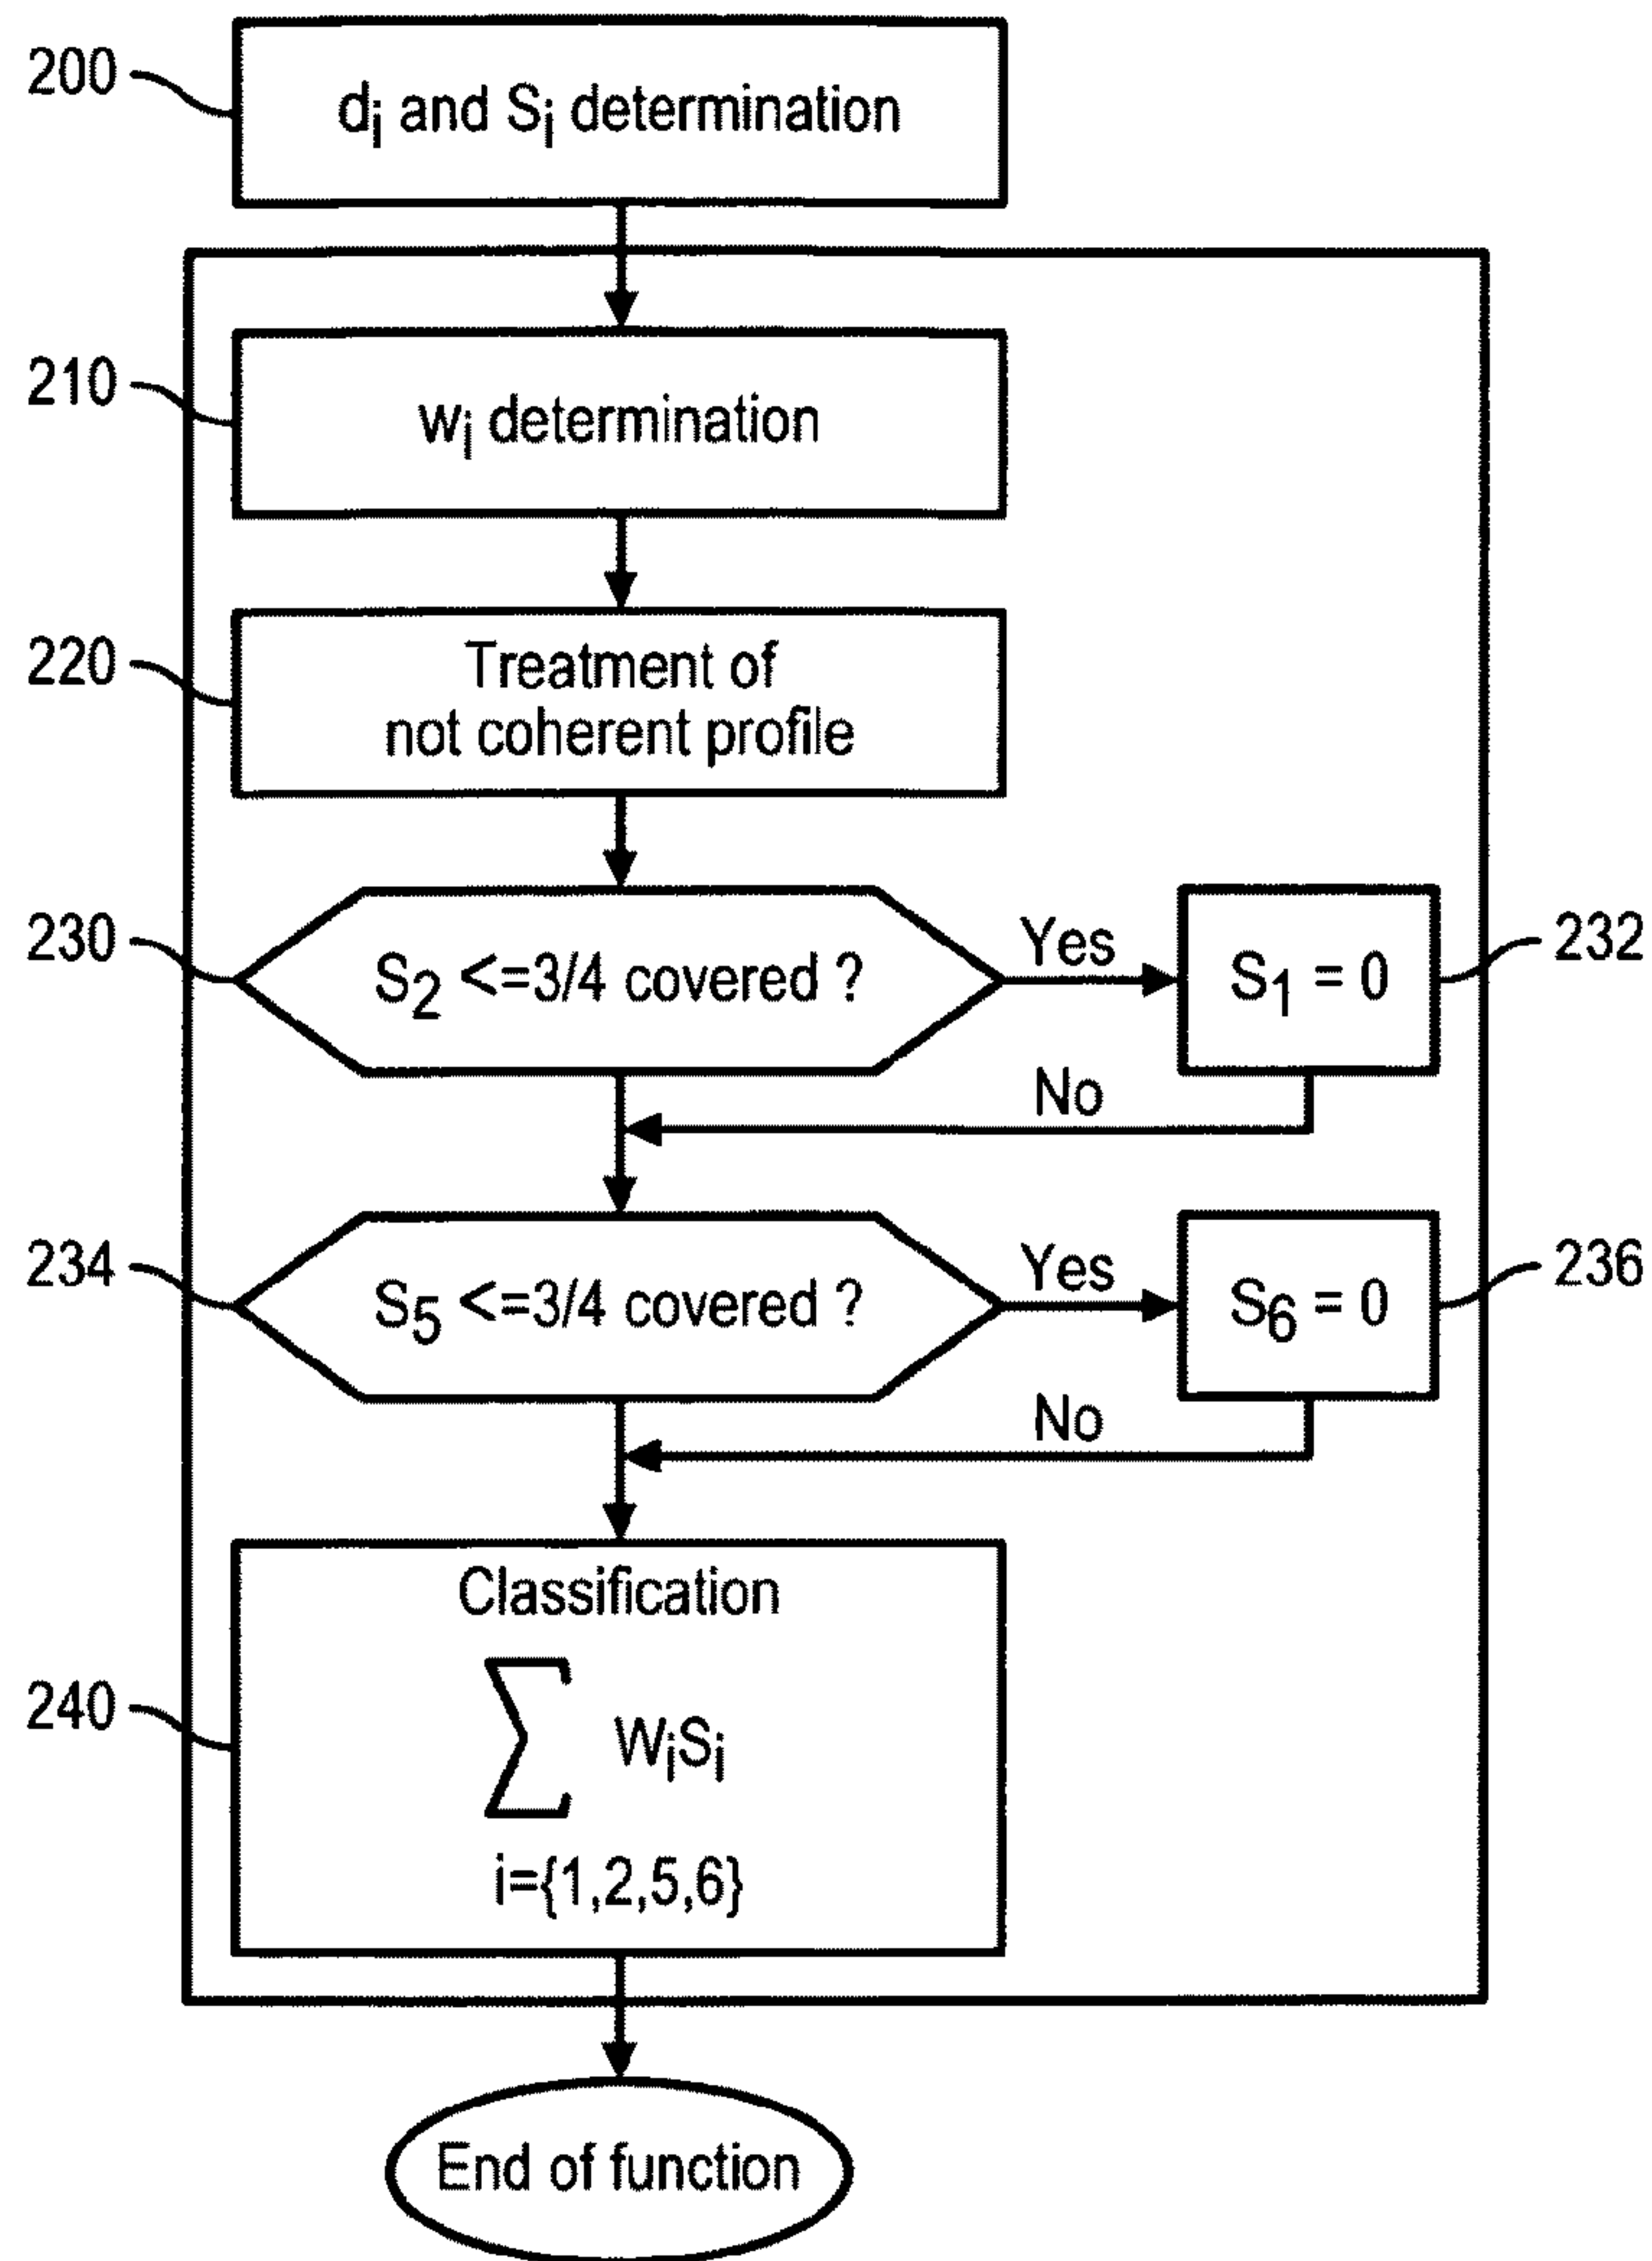 200
dᵢ and Sᵢ determination
210
wᵢ determination
220
Treatment of
not coherent profile
230
S₂ <=3/4 covered ?
Yes
S₁ = 0
232
No
234
S₅ <=3/4 covered ?
Yes
S₆ = 0
236
No
240
Classification
∑ WᵢSᵢ
i={1,2,5,6}
End of function